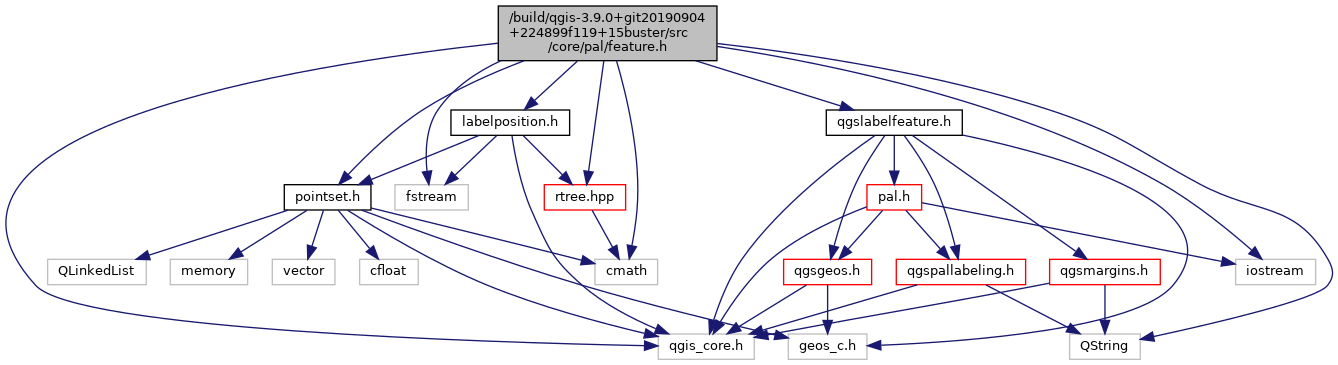 /build/qgis-3.9.0+git20190904
+224899f119+15buster/src
/core/pal/feature.h
labelposition.h
qgslabelfeature.h
pointset.h
fstream
rtree.hpp
pal.h
QLinkedList
memory
vector
cfloat
cmath
qgsgeos.h
qgspallabeling.h
qgsmargins.h
iostream
qgis_core.h
geos_c.h
QString